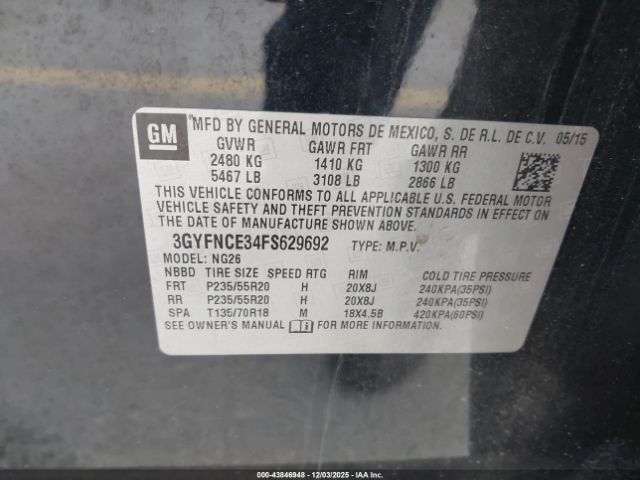 GM
MFD BY GENERAL MOTORS DE MEXICO, S. DE R.L. DE C.V. 05/15
GVWR GAWR FRT GAWR RR
2480 KG 1410 KG 1300 KG
5467 LB 3108 LB 2866 LB
THIS VEHICLE CONFORMS TO ALL APPLICABLE U.S. FEDERAL MOTOR
VEHICLE SAFETY AND THEFT PREVENTION STANDARDS IN EFFECT ON
THE DATE OF MANUFACTURE SHOWN ABOVE.
3GYFNCE34FS629692 TYPE: M.P.V.
MODEL: NG26
NBBD TIRE SIZE SPEED RTG RIM COLD TIRE PRESSURE
FRT P235/55R20 H 20X8J 240KPA(35PSI)
RR P235/55R20 H 20X8J 240KPA(35PSI)
SPA T135/70R18 M 18X4.5B 420KPA(60PSI)
SEE OWNER'S MANUAL FOR MORE INFORMATION
000-43846948 - 12/03/2025 - IAA Inc.